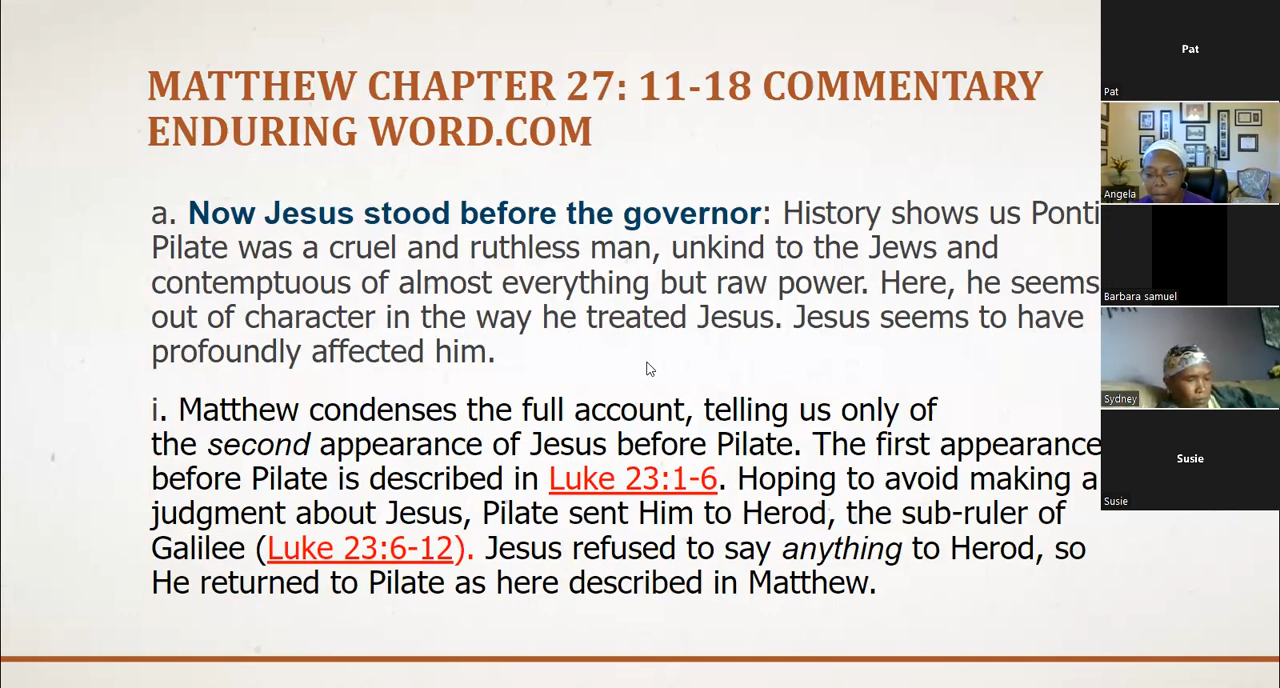 MATTHEW CHAPTER 27: 11-18 COMMENTARY
ENDURING WORD.COM
a. Now Jesus stood before the governor: History shows us Ponti
Pilate was a cruel and ruthless man, unkind to the Jews and
contemptuous of almost everything but raw power. Here, he seems
out of character in the way he treated Jesus. Jesus seems to have
profoundly affected him.
i. Matthew condenses the full account, telling us only of
the second appearance of Jesus before Pilate. The first appearance
before Pilate is described in Luke 23:1-6. Hoping to avoid making a
judgment about Jesus, Pilate sent Him to Herod, the sub-ruler of
Galilee (Luke 23:6-12). Jesus refused to say anything to Herod, so
He returned to Pilate as here described in Matthew.
Pat
Pat
Angela
Barbara samuel
Sydney
Susie
Susie